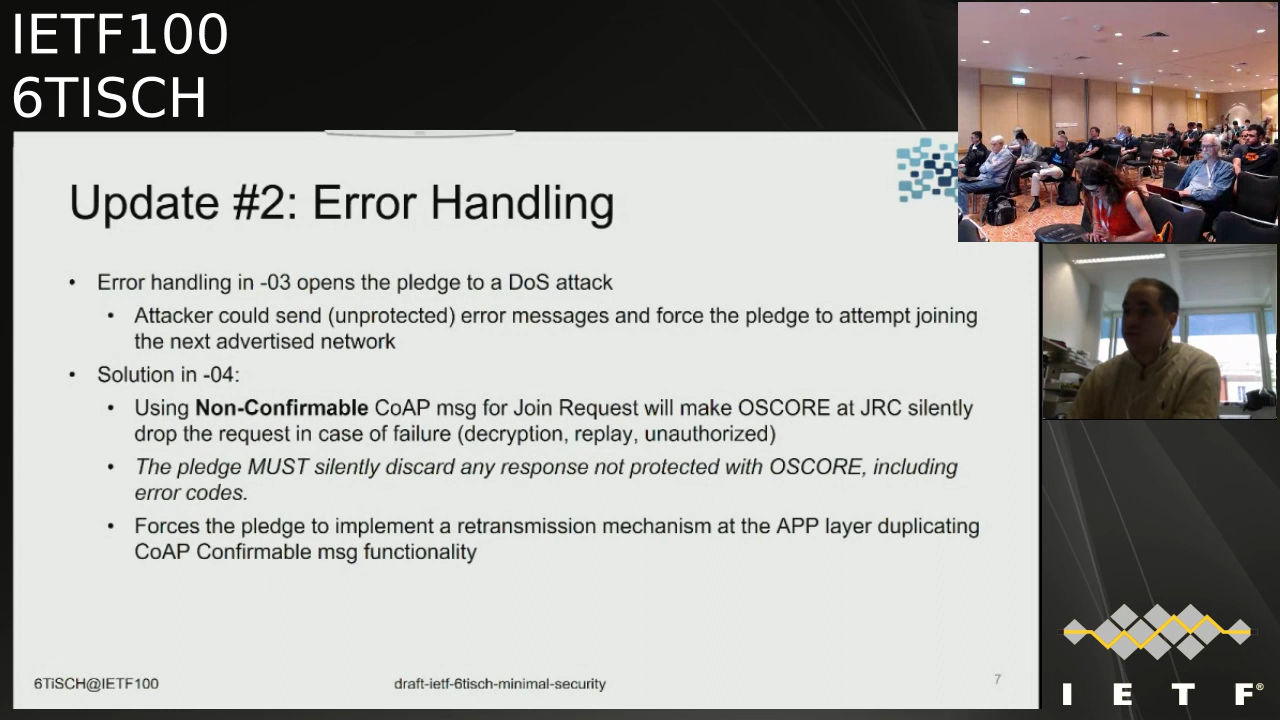 IETF100
6TISCH
Update #2: Error Handling
• Error handling in -03 opens the pledge to a DoS attack
• Attacker could send (unprotected) error messages and force the pledge to attempt joining
the next advertised network
• Solution in -04:
• Using Non-Confirmable CoAP msg for Join Request will make OSCORE at JRC silently
drop the request in case of failure (decryption, replay, unauthorized)
• The pledge MUST silently discard any response not protected with OSCORE, including
error codes.
• Forces the pledge to implement a retransmission mechanism at the APP layer duplicating
CoAP Confirmable msg functionality
6TiSCH@IETF100
draft-ietf-6tisch-minimal-security
7
I E T F®